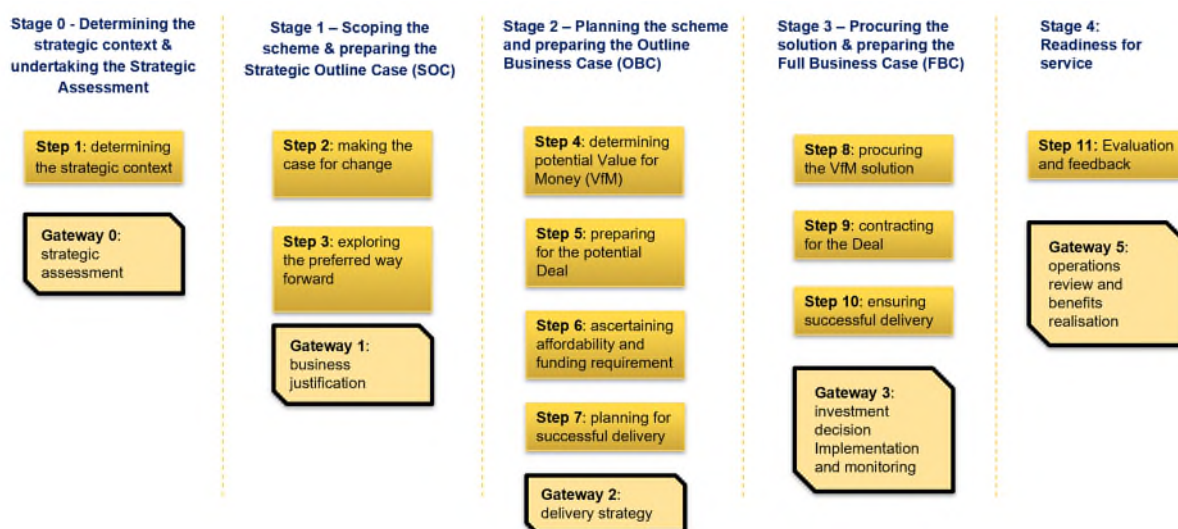 Stage 0 - Determining the
strategic context &
undertaking the Strategic
Assessment
Step 1: determining
the strategic context
Gateway 0:
strategic
assessment
Stage 1 – Scoping the
scheme & preparing the
Strategic Outline Case (SOC)
Step 2: making the
case for change
Step 3: exploring
the preferred way
forward
Gateway 1:
business
justification
Stage 2 – Planning the scheme
and preparing the Outline
Business Case (OBC)
Step 4: determining
potential Value for
Money (VfM)
Step 5: preparing
for the potential
Deal
Step 6: ascertaining
affordability and
funding requirement
Step 7: planning for
successful delivery
Gateway 2:
delivery strategy
Stage 3 – Procuring the
solution & preparing the
Full Business Case (FBC)
Step 8: procuring
the VfM solution
Step 9: contracting
for the Deal
Step 10: ensuring
successful delivery
Gateway 3:
investment
decision
Implementation
and monitoring
Stage 4:
Readiness for
service
Step 11: Evaluation
and feedback
Gateway 5:
operations
review and
benefits
realisation